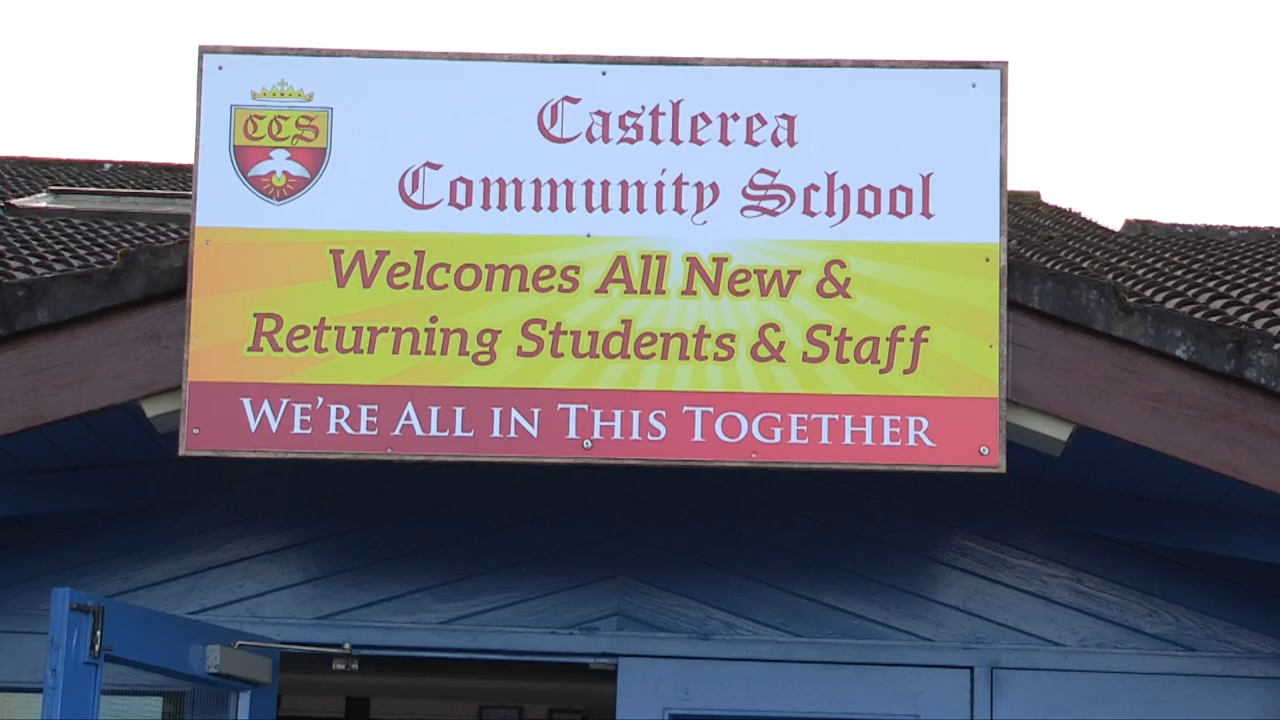 CCS
Castlerea
Community School
Welcomes All New &
Returning Students & Staff
WE'RE ALL IN THIS TOGETHER